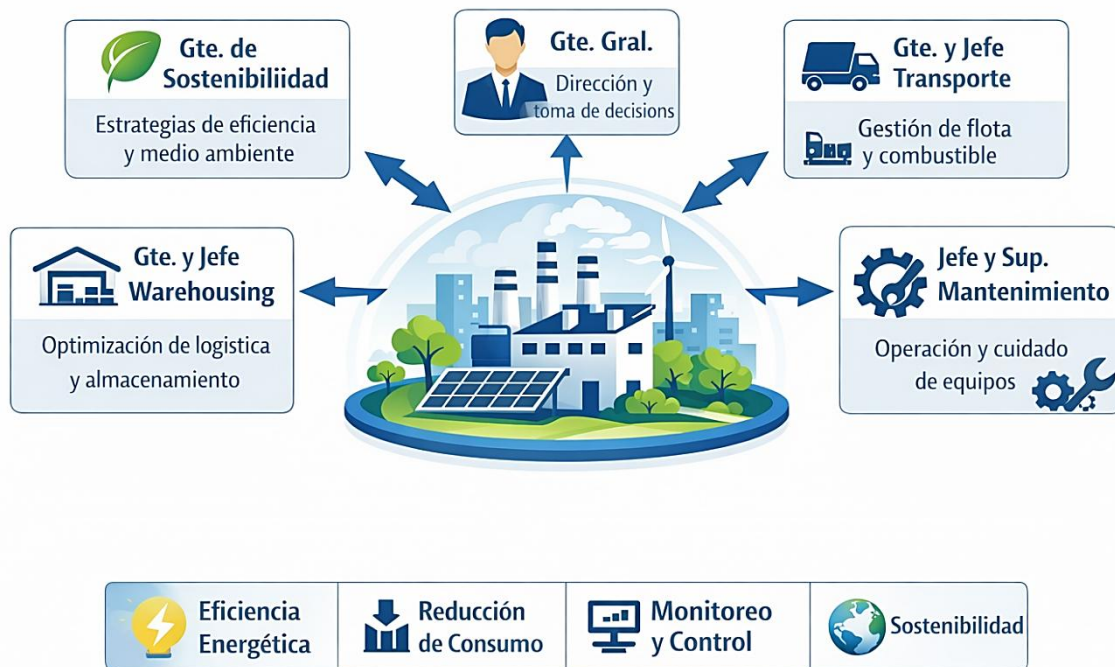 Gte. de
Sostenibiliidad
Estrategias de eficiencia
y medio ambiente
Gte. Gral.
Dirección y
toma de decisions
Gte. y Jefe
Transporte
Gestión de flota
y combustible
Gte. y Jefe
Warehousing
Optimización de logistica
y almacenamiento
Jefe y Sup.
Mantenimiento
Operación y cuidado
de equipos
Eficiencia
Energética
Reducción
de Consumo
Monitoreo
y Control
Sostenibilidad